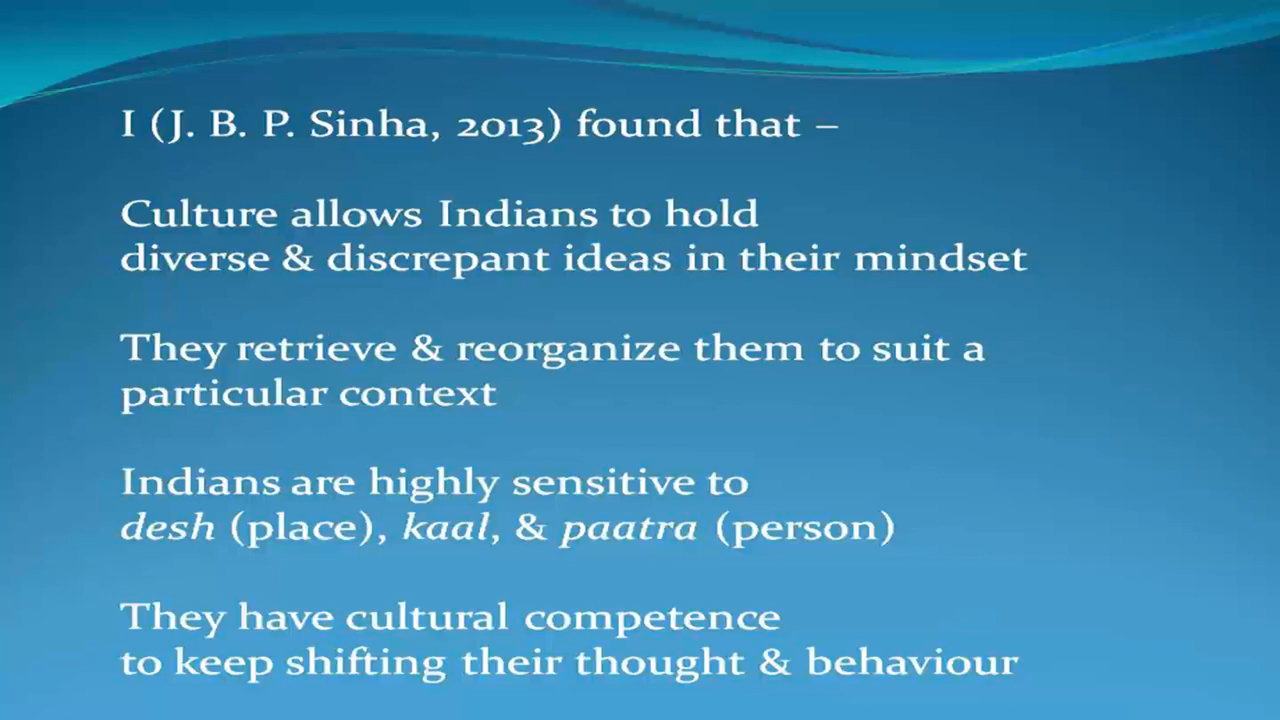 I (J. B. P. Sinha, 2013) found that –
Culture allows Indians to hold
diverse & discrepant ideas in their mindset
They retrieve & reorganize them to suit a
particular context
Indians are highly sensitive to
desh (place), kaal, & paatra (person)
They have cultural competence
to keep shifting their thought & behaviour